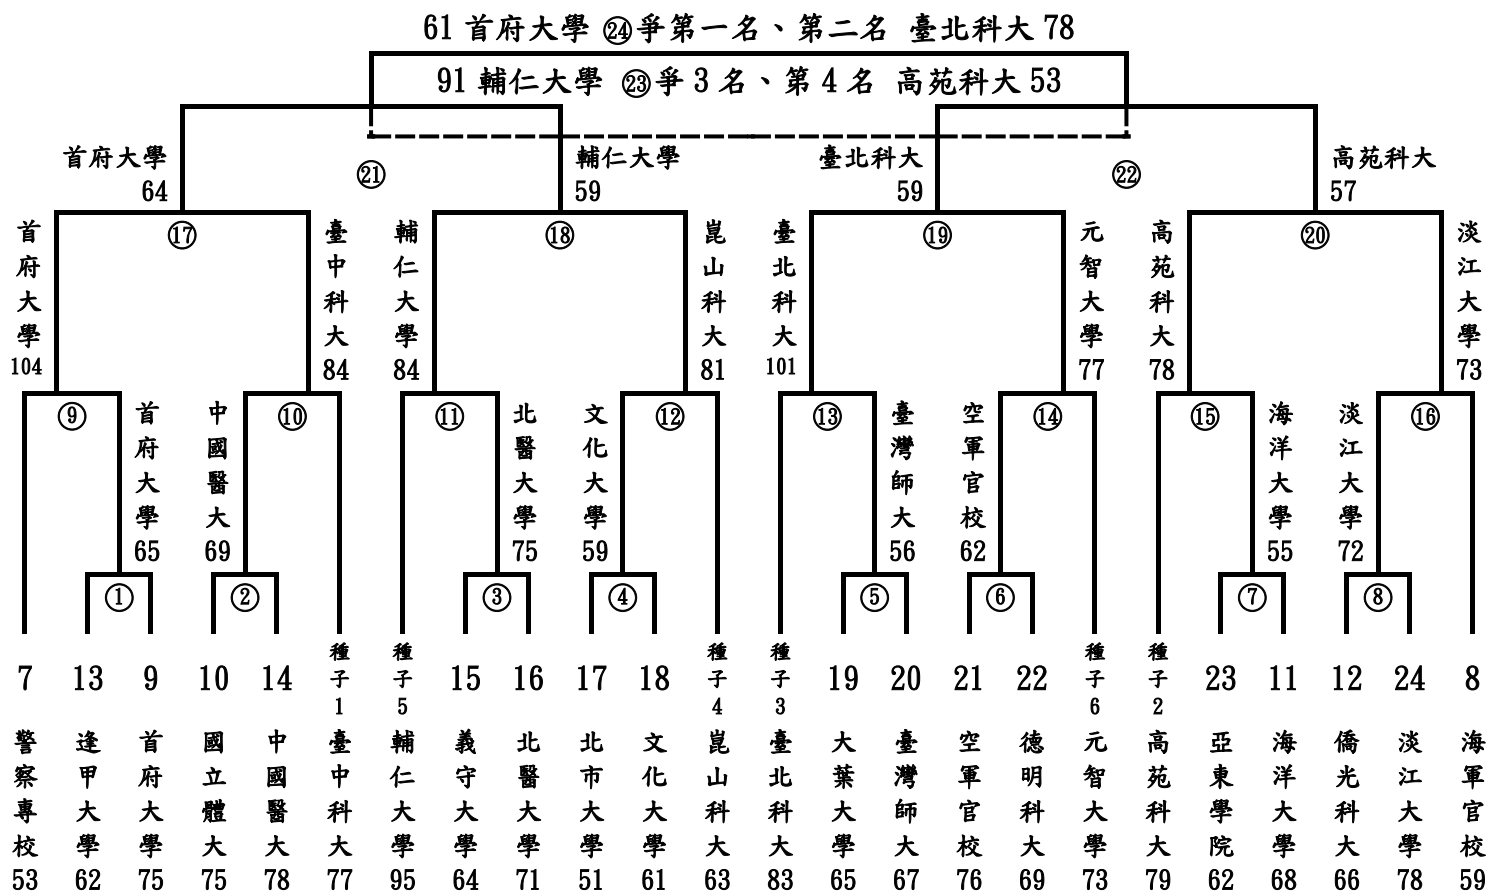 61 首府大學 ㉔爭第一名、第二名 臺北科大 78
91 輔仁大學 ㉓爭 3 名、第 4 名 高苑科大 53
首府大學
64
㉑
輔仁大學
59
臺北科大
59
㉒
高苑科大
57
首府大學
104
⑰
臺中科大
84
輔仁大學
84
⑱
崑山科大
81
臺北科大
101
⑲
元智大學
77
高苑科大
78
⑳
淡江大學
73
⑨
首府大學
65
中國醫大
69
⑩
⑪
北醫大學
75
文化大學
59
⑫
⑬
臺灣師大
56
空軍官校
62
⑭
⑮
海洋大學
55
淡江大學
72
⑯
①
②
③
④
⑤
⑥
⑦
⑧
7
警察專校
53
13
逢甲大學
62
9
首府大學
75
10
國立體大
75
14
中國醫大
78
種子1
臺中科大
77
種子5
輔仁大學
95
15
義守大學
64
16
北醫大學
71
17
北市大學
51
18
文化大學
61
種子4
崑山科大
63
種子3
臺北科大
83
19
大葉大學
65
20
臺灣師大
67
21
空軍官校
76
22
德明科大
69
種子6
元智大學
73
種子2
高苑科大
79
23
亞東學院
62
11
海洋大學
68
12
僑光科大
66
24
淡江大學
78
8
海軍官校
59